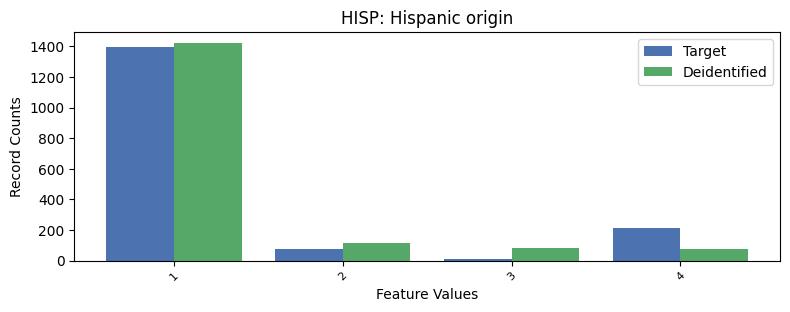 HISP: Hispanic origin
Target
Deidentified
Record Counts
1400
1200
1000
800
600
400
200
0
1
2
3
4
Feature Values